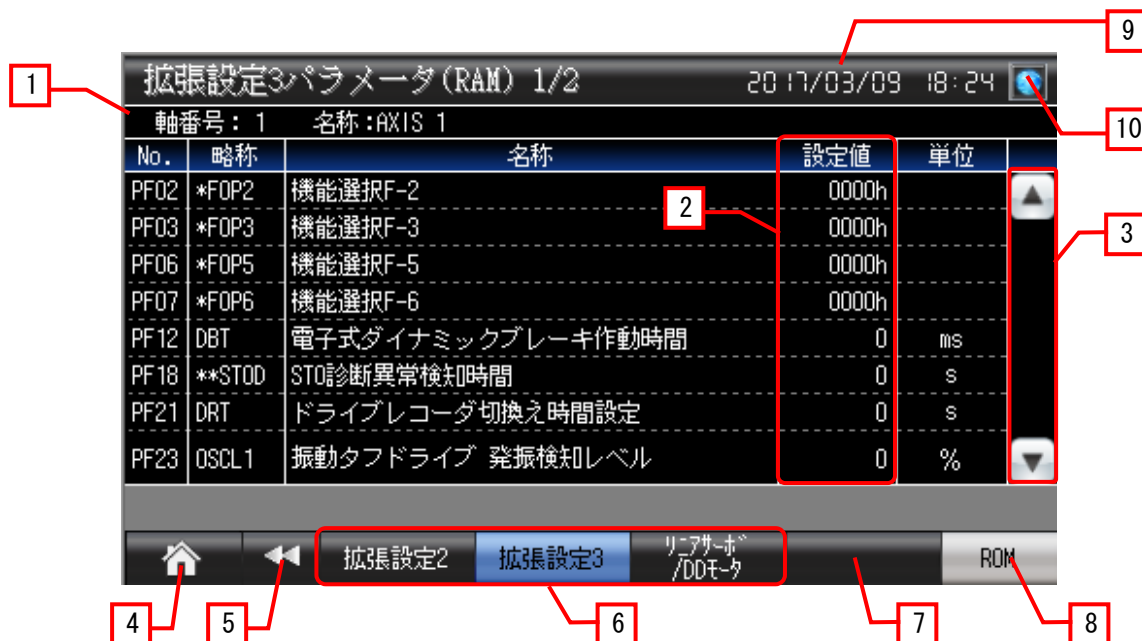 9
拡張設定3パラメータ(RAM) 1/2 2017/03/09 18:24
1
10
軸番号: 1 名称:AXIS 1
No. 略称 名称 設定値 単位
PF02 *FOP2 機能選択F-2 0000h
2
PF03 *FOP3 機能選択F-3 0000h
3
PF06 *FOP5 機能選択F-5 0000h
PF07 *FOP6 機能選択F-6 0000h
PF12 DBT 電子式ダイナミックブレーキ作動時間 0 ms
PF18 **STOD STO診断異常検知時間 0 s
PF21 DRT ドライブレコーダ切換え時間設定 0 s
PF23 OSCL1 振動タフドライブ 発振検知レベル 0 %
拡張設定2 拡張設定3 リニアサーボ
/DDモータ ROM
4 5 6 7 8